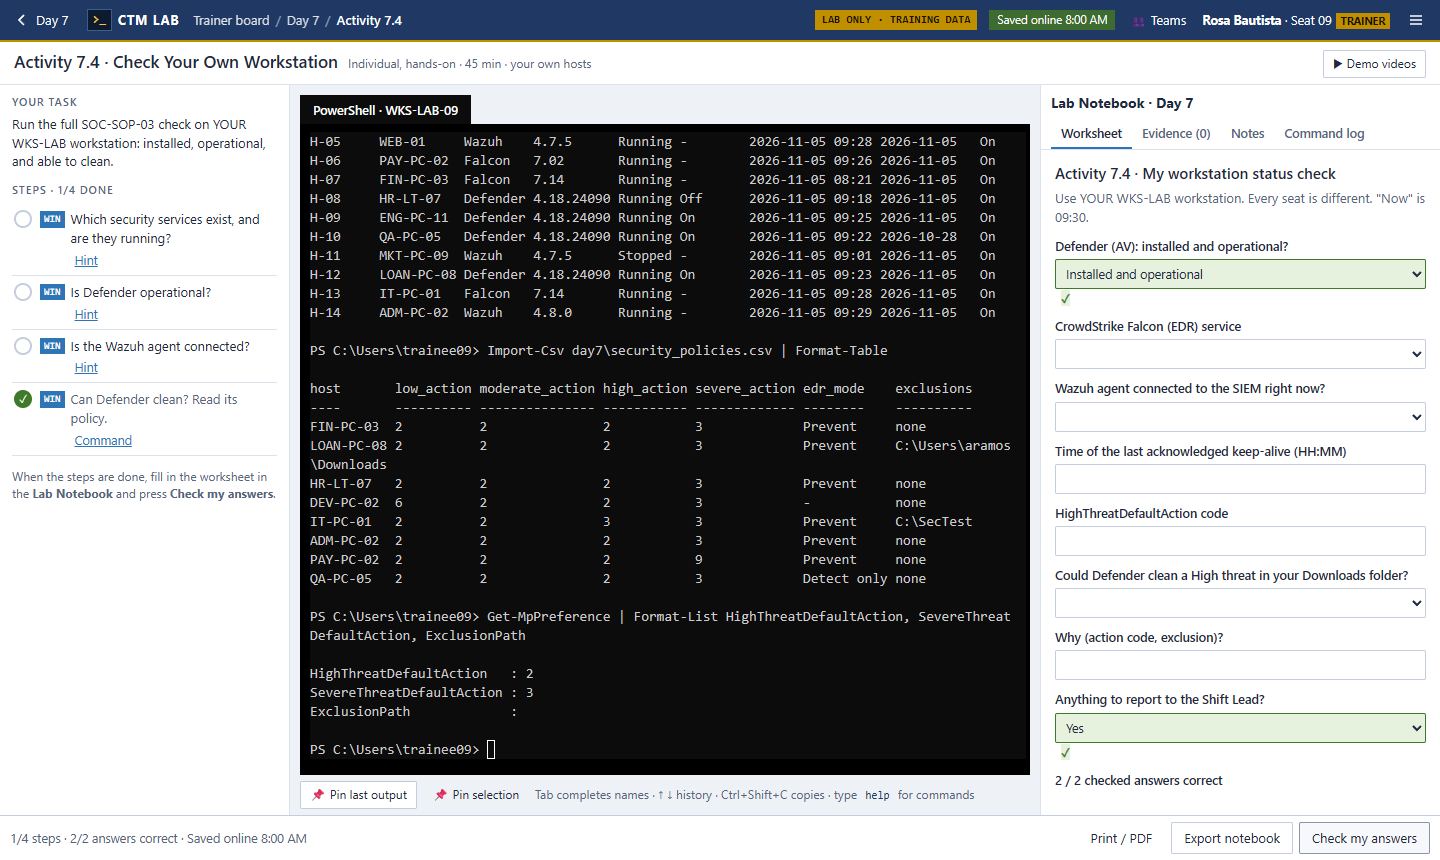 Day 7
>_ CTM LAB Trainer board / Day 7 / Activity 7.4
LAB ONLY · TRAINING DATA
Saved online 8:00 AM
Teams
Rosa Bautista · Seat 09 TRAINER
Activity 7.4 · Check Your Own Workstation Individual, hands-on · 45 min · your own hosts
▶ Demo videos
YOUR TASK
Run the full SOC-SOP-03 check on YOUR
WKS-LAB workstation: installed, operational,
and able to clean.
STEPS · 1/4 DONE
WIN Which security services exist, and
are they running?
Hint
WIN Is Defender operational?
Hint
WIN Is the Wazuh agent connected?
Hint
✓ WIN Can Defender clean? Read its
policy.
Command
When the steps are done, fill in the worksheet in
the Lab Notebook and press Check my answers.
PowerShell · WKS-LAB-09
H-05 WEB-01 Wazuh 4.7.5 Running - 2026-11-05 09:28 2026-11-05 On
H-06 PAY-PC-02 Falcon 7.02 Running - 2026-11-05 09:26 2026-11-05 On
H-07 FIN-PC-03 Falcon 7.14 Running - 2026-11-05 08:21 2026-11-05 On
H-08 HR-LT-07 Defender 4.18.24090 Running Off 2026-11-05 09:18 2026-11-05 On
H-09 ENG-PC-11 Defender 4.18.24090 Running On 2026-11-05 09:25 2026-11-05 On
H-10 QA-PC-05 Defender 4.18.24090 Running On 2026-11-05 09:22 2026-10-28 On
H-11 MKT-PC-09 Wazuh 4.7.5 Stopped - 2026-11-05 09:01 2026-11-05 On
H-12 LOAN-PC-08 Defender 4.18.24090 Running On 2026-11-05 09:23 2026-11-05 On
H-13 IT-PC-01 Falcon 7.14 Running - 2026-11-05 09:28 2026-11-05 On
H-14 ADM-PC-02 Wazuh 4.8.0 Running - 2026-11-05 09:29 2026-11-05 On
PS C:\Users\trainee09> Import-Csv day7\security_policies.csv | Format-Table
host low_action moderate_action high_action severe_action edr_mode exclusions
---- ---------- --------------- ----------- ------------- -------- ----------
FIN-PC-03 2 2 2 3 Prevent none
LOAN-PC-08 2 2 2 3 Prevent C:\Users\aramos
\Downloads
HR-LT-07 2 2 2 3 Prevent none
DEV-PC-02 6 2 2 3 - none
IT-PC-01 2 2 3 3 Prevent C:\SecTest
ADM-PC-02 2 2 2 3 Prevent none
PAY-PC-02 2 2 2 9 Prevent none
QA-PC-05 2 2 2 3 Detect only none
PS C:\Users\trainee09> Get-MpPreference | Format-List HighThreatDefaultAction, SevereThreat
DefaultAction, ExclusionPath
HighThreatDefaultAction : 2
SevereThreatDefaultAction : 3
ExclusionPath :
PS C:\Users\trainee09>
Pin last output
Pin selection
Tab completes names · ↑ ↓ history · Ctrl+Shift+C copies · type help for commands
Lab Notebook · Day 7
Worksheet Evidence (0) Notes Command log
Activity 7.4 · My workstation status check
Use YOUR WKS-LAB workstation. Every seat is different. "Now" is
09:30.
Defender (AV): installed and operational?
Installed and operational
✓
CrowdStrike Falcon (EDR) service
Wazuh agent connected to the SIEM right now?
Time of the last acknowledged keep-alive (HH:MM)
HighThreatDefaultAction code
Could Defender clean a High threat in your Downloads folder?
Why (action code, exclusion)?
Anything to report to the Shift Lead?
Yes
✓
2 / 2 checked answers correct
1/4 steps · 2/2 answers correct · Saved online 8:00 AM
Print / PDF
Export notebook
Check my answers